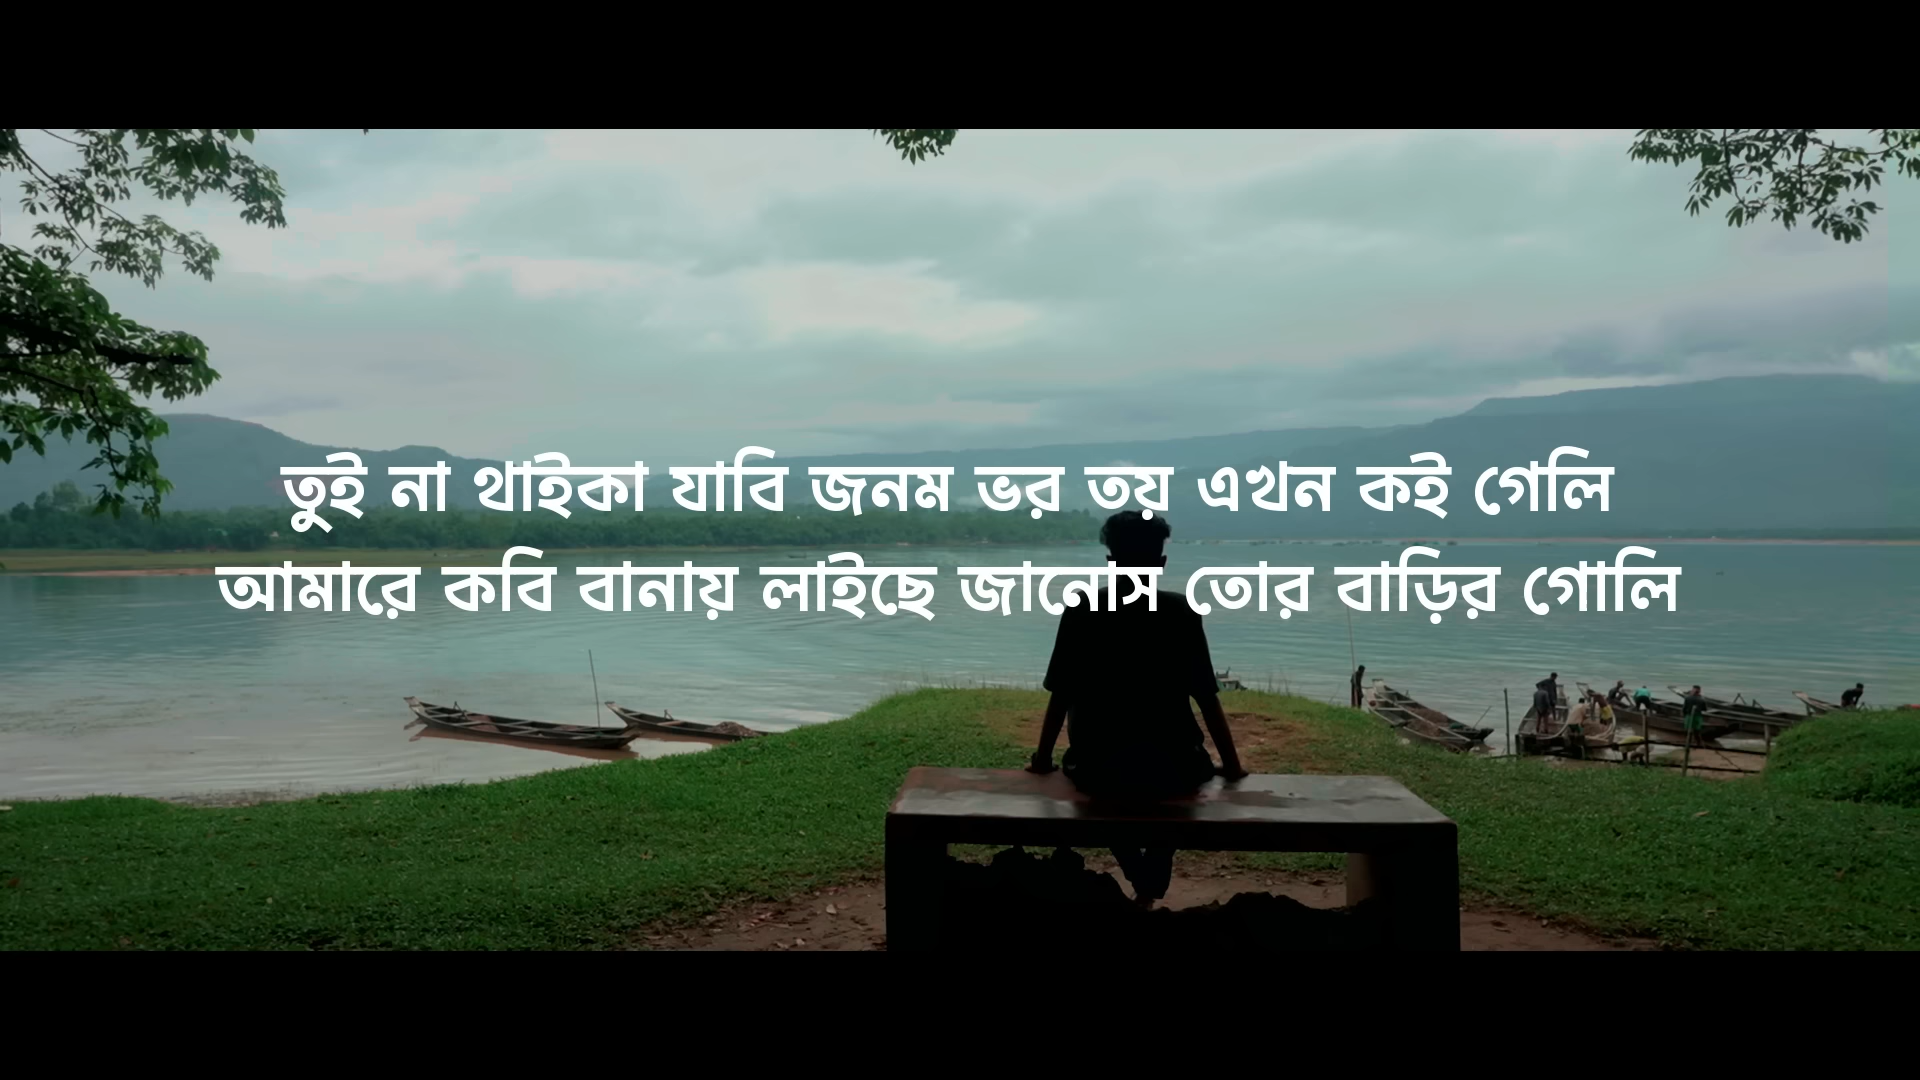 তুই না থাইকা যাবি জনম ভর তয় এখন কই গেলি
আমারে কবি বানায় লাইছে জানোস তোর বাড়ির গোলি